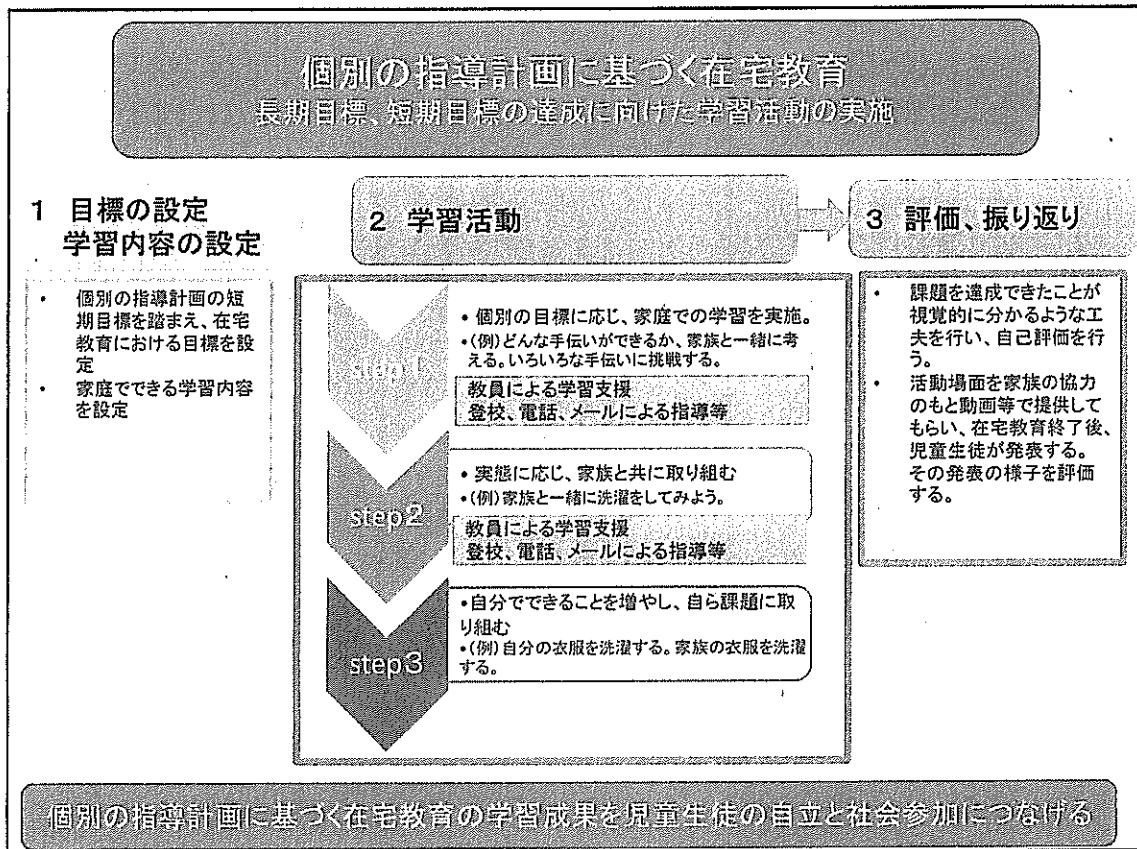 個別の指導計画に基づく在宅教育
長期目標、短期目標の達成に向けた学習活動の実施
1 目標の設定
学習内容の設定
・ 個別の指導計画の短
期目標を踏まえ、在宅
教育における目標を設
定
・ 家庭でできる学習内容
を設定
2 学習活動
step1
・個別の目標に応じ、家庭での学習を実施。
・(例)どんな手伝いができるか、家族と一緒に考
える。いろいろな手伝いに挑戦する。
教員による学習支援
登校、電話、メールによる指導等
step2
・実態に応じ、家族と共に取り組む
・(例)家族と一緒に洗濯をしてみよう。
教員による学習支援
登校、電話、メールによる指導等
step3
・自分でできることを増やし、自ら課題に取
り組む
・(例)自分の衣服を洗濯する。家族の衣服を洗濯
する。
3 評価、振り返り
・ 課題を達成できたことが
視覚的に分かるような工
夫を行い、自己評価を行
う。
・ 活動場面を家族の協力
のもと動画等で提供して
もらい、在宅教育終了後、
児童生徒が発表する。
その発表の様子を評価
する。
個別の指導計画に基づく在宅教育の学習成果を児童生徒の自立と社会参加につなげる